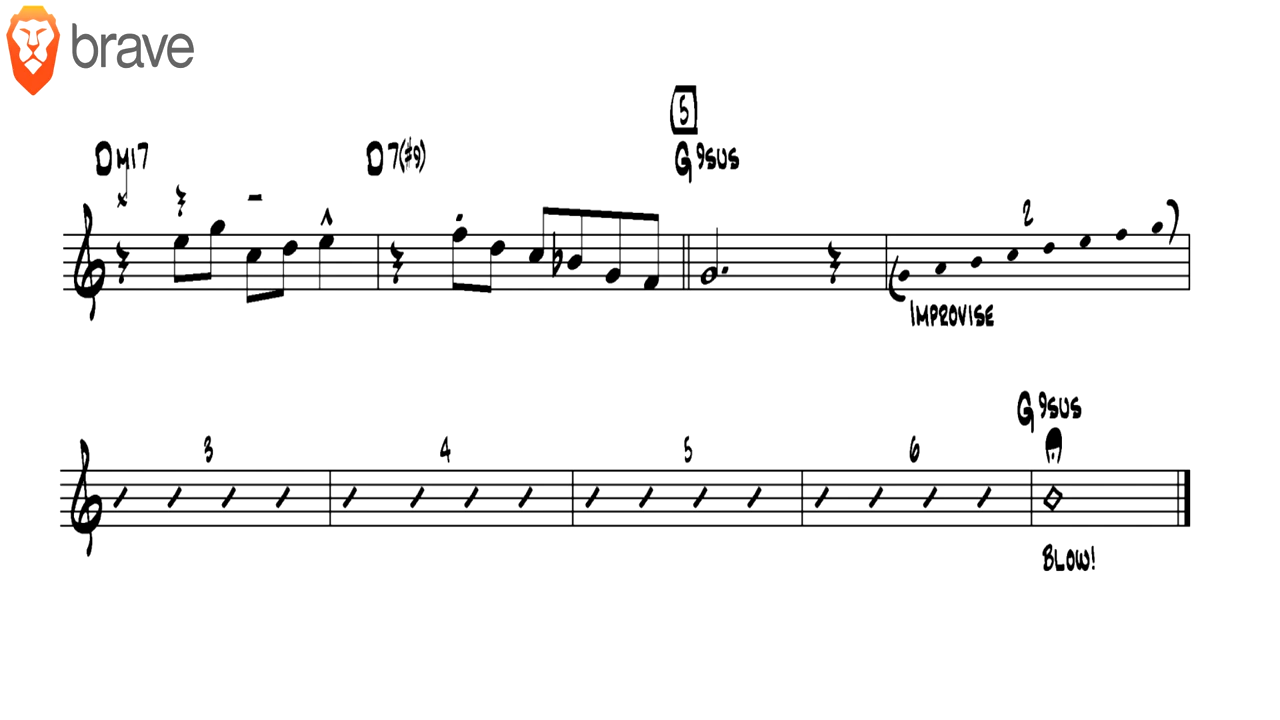 brave
5
DMI7 D7(#9) G9SUS
2
IMPROVISE
G9SUS
3 4 5 6
BLOW!